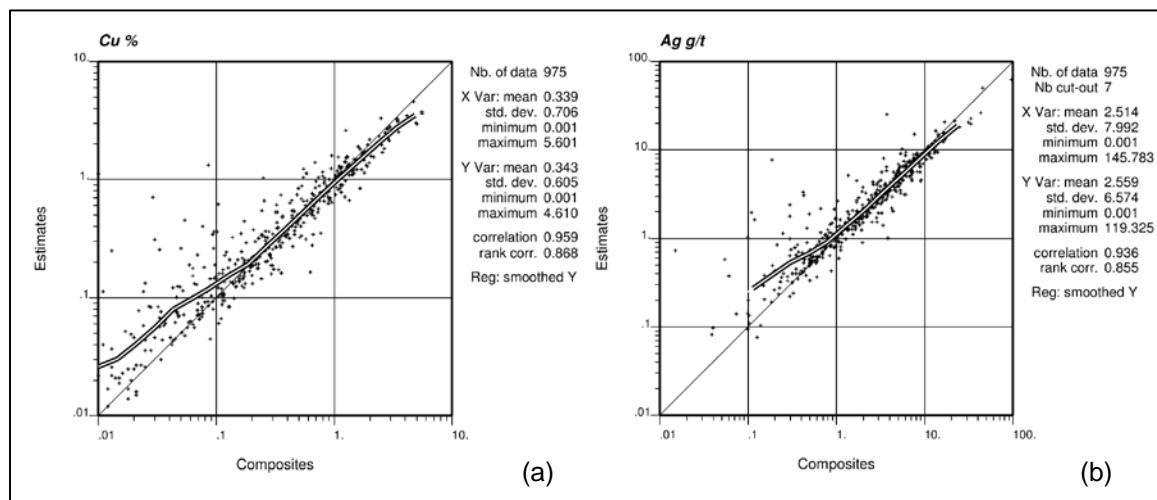 Cu %
10.
1.
.1
.01
Estimates
.01 .1 1. 10.
Composites
Nb. of data 975
X Var: mean 0.339
std. dev. 0.706
minimum 0.001
maximum 5.601
Y Var: mean 0.343
std. dev. 0.605
minimum 0.001
maximum 4.610
correlation 0.959
rank corr. 0.868
Reg: smoothed Y
(a)
Ag g/t
100.
10.
1.
.1
.01
Estimates
.01 .1 1. 10. 100.
Composites
Nb. of data 975
Nb cut-out 7
X Var: mean 2.514
std. dev. 7.992
minimum 0.001
maximum 145.783
Y Var: mean 2.559
std. dev. 6.574
minimum 0.001
maximum 119.325
correlation 0.936
rank corr. 0.855
Reg: smoothed Y
(b)